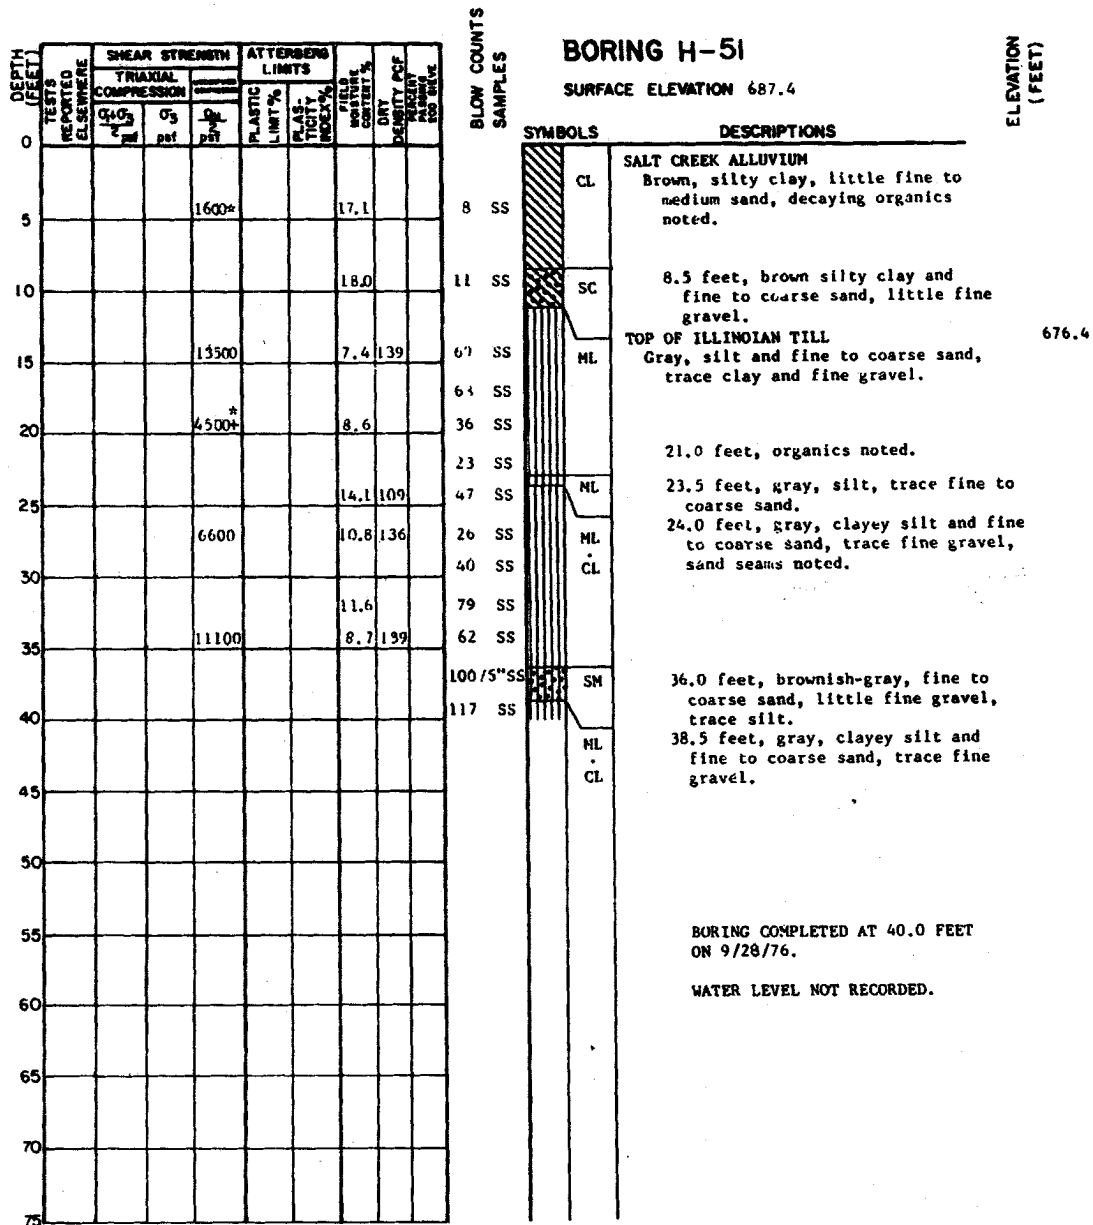 BORING H-51
SURFACE ELEVATION 687.4
DEPTH (FEET)
TESTS REPORTED ELSEWHERE
SHEAR STRENGTH
TRIAXIAL COMPRESSION
σ3 psf
psf
ATTERBERG LIMITS
PLASTIC LIMIT %
PLAS-TICITY INDEX %
FIELD MOISTURE CONTENT %
DRY DENSITY PCF
PERCENT PASSING 200 SIEVE
BLOW COUNTS
SAMPLES
SYMBOLS
DESCRIPTIONS
ELEVATION (FEET)
0
SALT CREEK ALLUVIUM
CL
Brown, silty clay, little fine to
medium sand, decaying organics
noted.
1600* 17.1 8 SS
5
18.0 11 SS
10
SC
8.5 feet, brown silty clay and
fine to coarse sand, little fine
gravel.
TOP OF ILLINOIAN TILL 676.4
ML
Gray, silt and fine to coarse sand,
trace clay and fine gravel.
13500 7.4 139 SS
15
SS
*
4500+ 8.6 36 SS
20
21.0 feet, organics noted.
23 SS
ML
23.5 feet, gray, silt, trace fine to
coarse sand.
14.1 109 47 SS
25
ML
·
CL
24.0 feet, gray, clayey silt and fine
to coarse sand, trace fine gravel,
sand seams noted.
6600 10.8 136 26 SS
40 SS
30
11.6 79 SS
11100 8.7 139 62 SS
35
100/5" SS
SM
36.0 feet, brownish-gray, fine to
coarse sand, little fine gravel,
trace silt.
117 SS
40
ML
·
CL
38.5 feet, gray, clayey silt and
fine to coarse sand, trace fine
gravel.
45
50
55
BORING COMPLETED AT 40.0 FEET
ON 9/28/76.
WATER LEVEL NOT RECORDED.
60
65
70
75